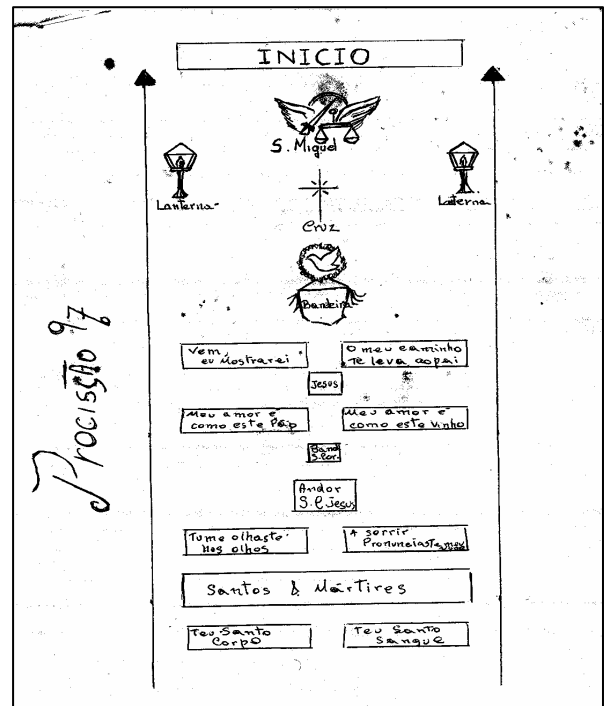 INICIO
S. Miguel
Lanterna
Lanterna
Cruz
Bandeira
Procissão 97
Vem,
eu Mostrarei
O meu caminho
Te leva ao pai
Jesus
Meu amor é
como este Pão
Meu amor é
como este vinho
Band
S. Cor.
Andor
S. C. Jesus
Tu me olhaste
nos olhos
A sorrir
Pronunciaste meu
Santos & Mártires
Teu Santo
Corpo
Teu Santo
Sangue